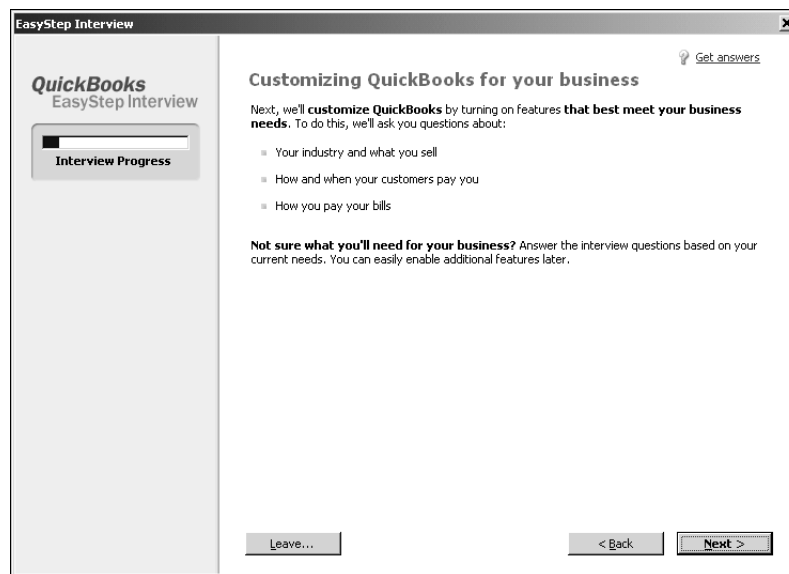 EasyStep Interview
Get answers
QuickBooks
EasyStep Interview
Interview Progress
Customizing QuickBooks for your business
Next, we'll customize QuickBooks by turning on features that best meet your business
needs. To do this, we'll ask you questions about:
Your industry and what you sell
How and when your customers pay you
How you pay your bills
Not sure what you'll need for your business? Answer the interview questions based on your
current needs. You can easily enable additional features later.
Leave...
< Back
Next >